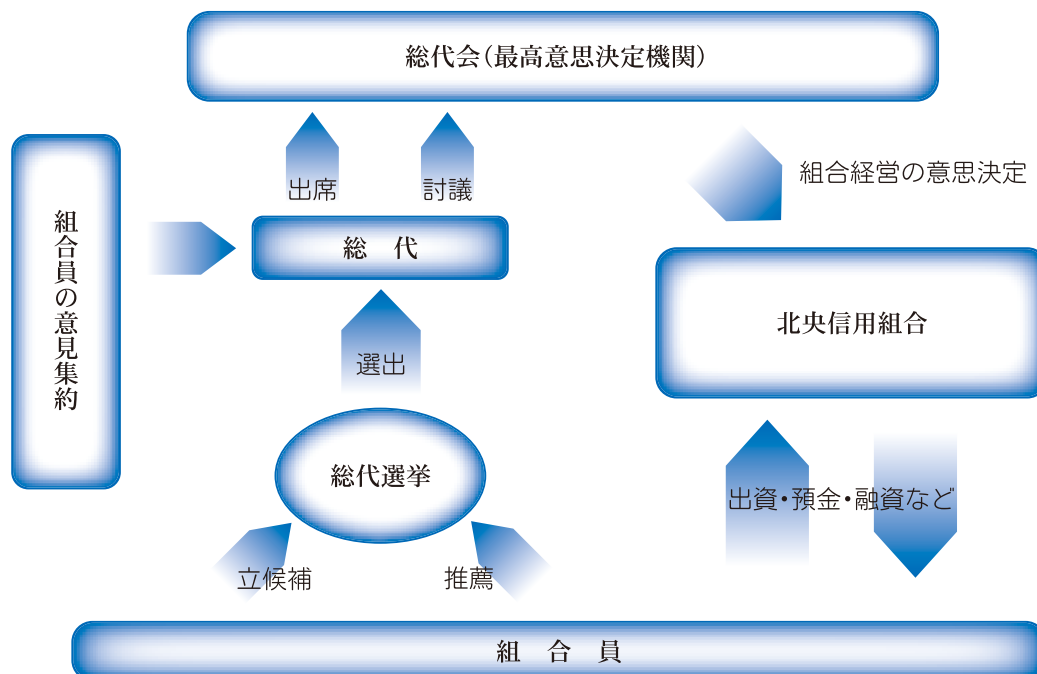 総代会（最高意思決定機関）
出席
討議
組合経営の意思決定
組合員の意見集約
総　代
北央信用組合
選出
総代選挙
出資・預金・融資など
立候補
推薦
組　合　員